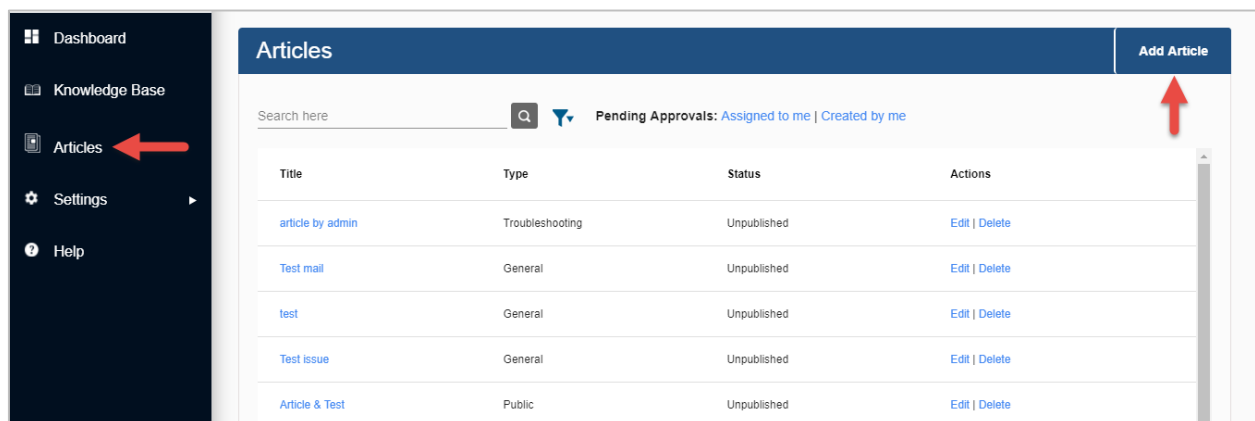 Dashboard
Knowledge Base
Articles
Settings
Help
Articles
Add Article
Search here
Pending Approvals: Assigned to me | Created by me
Title Type Status Actions
article by admin Troubleshooting Unpublished Edit | Delete
Test mail General Unpublished Edit | Delete
test General Unpublished Edit | Delete
Test issue General Unpublished Edit | Delete
Article & Test Public Unpublished Edit | Delete